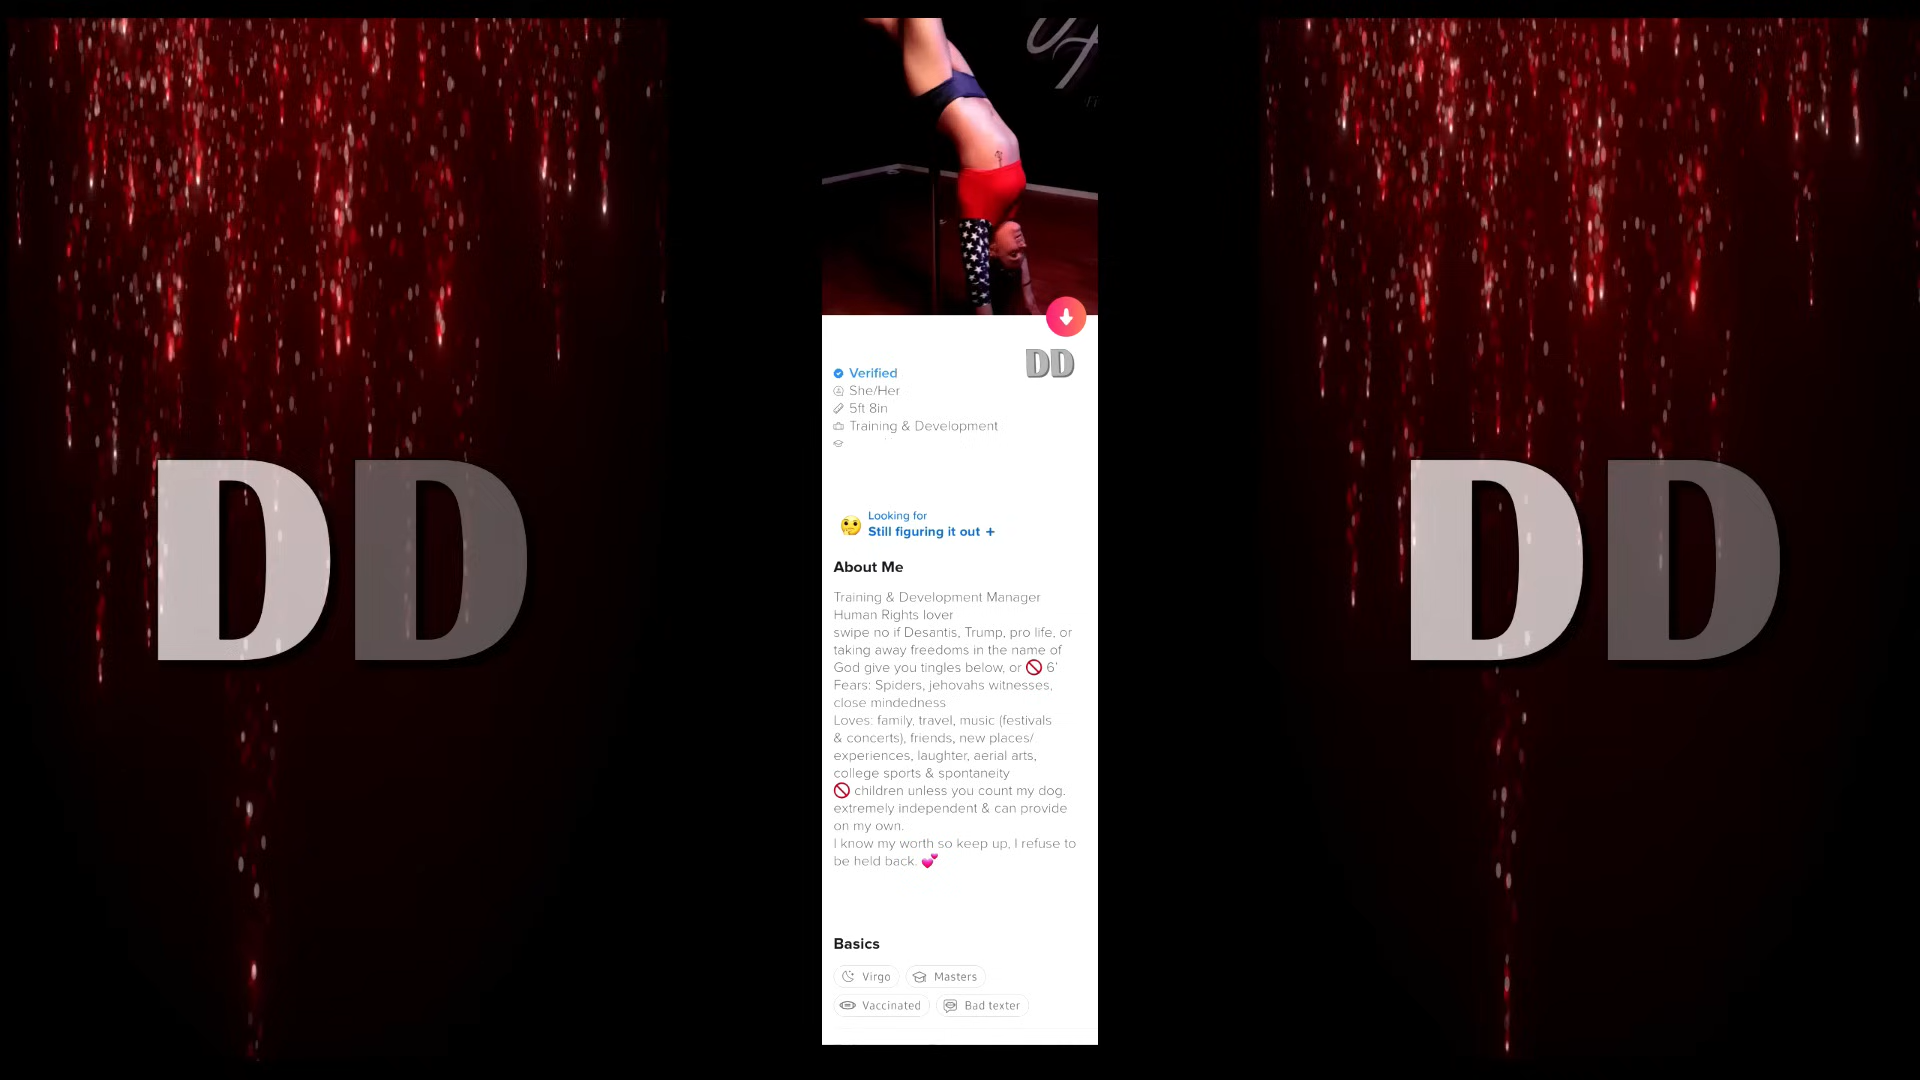 DD
DD
DD
Verified
She/Her
5ft 8in
Training & Development
Looking for
Still figuring it out +
About Me
Training & Development Manager
Human Rights lover
swipe no if Desantis, Trump, pro life, or
taking away freedoms in the name of
God give you tingles below, or 🚫 6'
Fears: Spiders, jehovahs witnesses,
close mindedness
Loves: family, travel, music (festivals
& concerts), friends, new places/
experiences, laughter, aerial arts,
college sports & spontaneity
🚫 children unless you count my dog.
extremely independent & can provide
on my own.
I know my worth so keep up, I refuse to
be held back. 💕
Basics
Virgo
Masters
Vaccinated
Bad texter